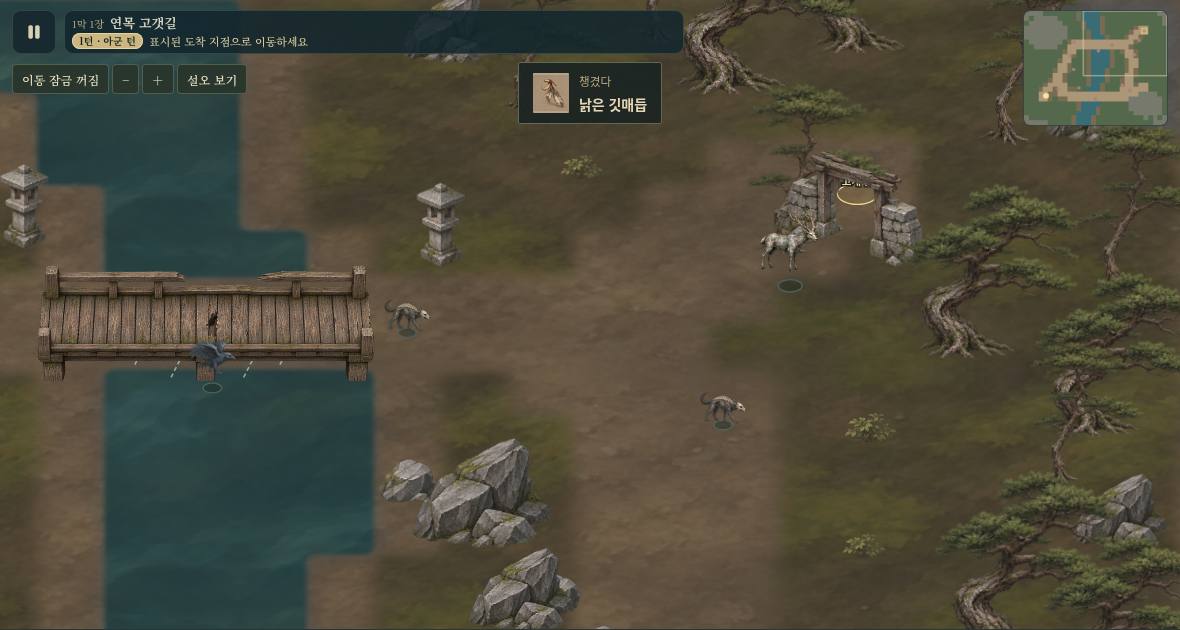 1막 1장 연목 고갯길
1턴 · 아군 턴 표시된 도착 지점으로 이동하세요
이동 잠금 꺼짐 − + 설오 보기
챙겼다
낡은 깃매듭